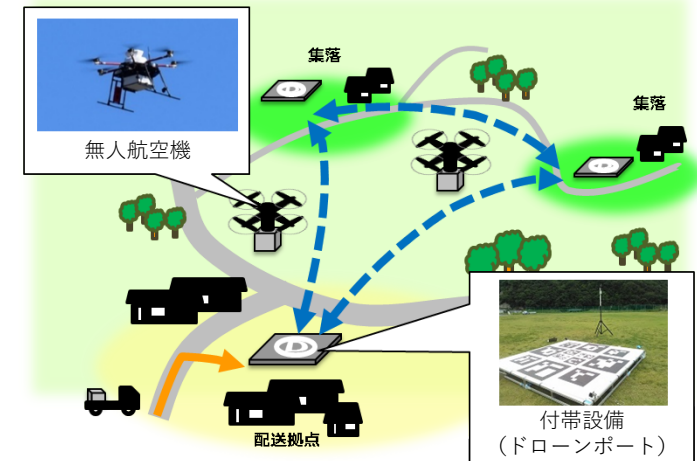 集落
集落
無人航空機
配送拠点
付帯設備
（ドローンポート）